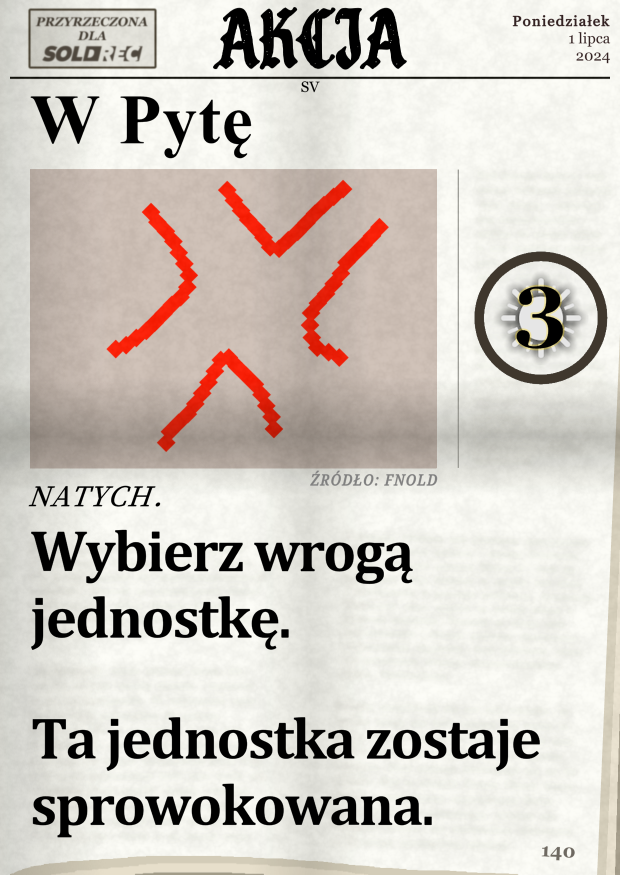 PRZYRZECZONA
DLA
SOLDREC
AKCJA
Poniedziałek
1 lipca
2024
SV
W Pytę
3
ŹRÓDŁO: FNOLD
NATYCH.
Wybierz wrogą
jednostkę.
Ta jednostka zostaje
sprowokowana.
140